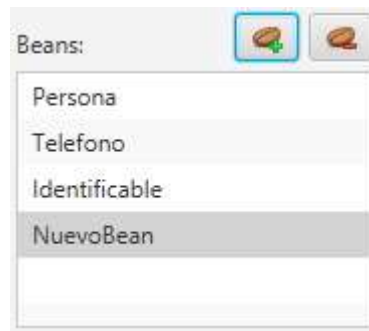 Beans:
Persona
Telefono
Identificable
NuevoBean